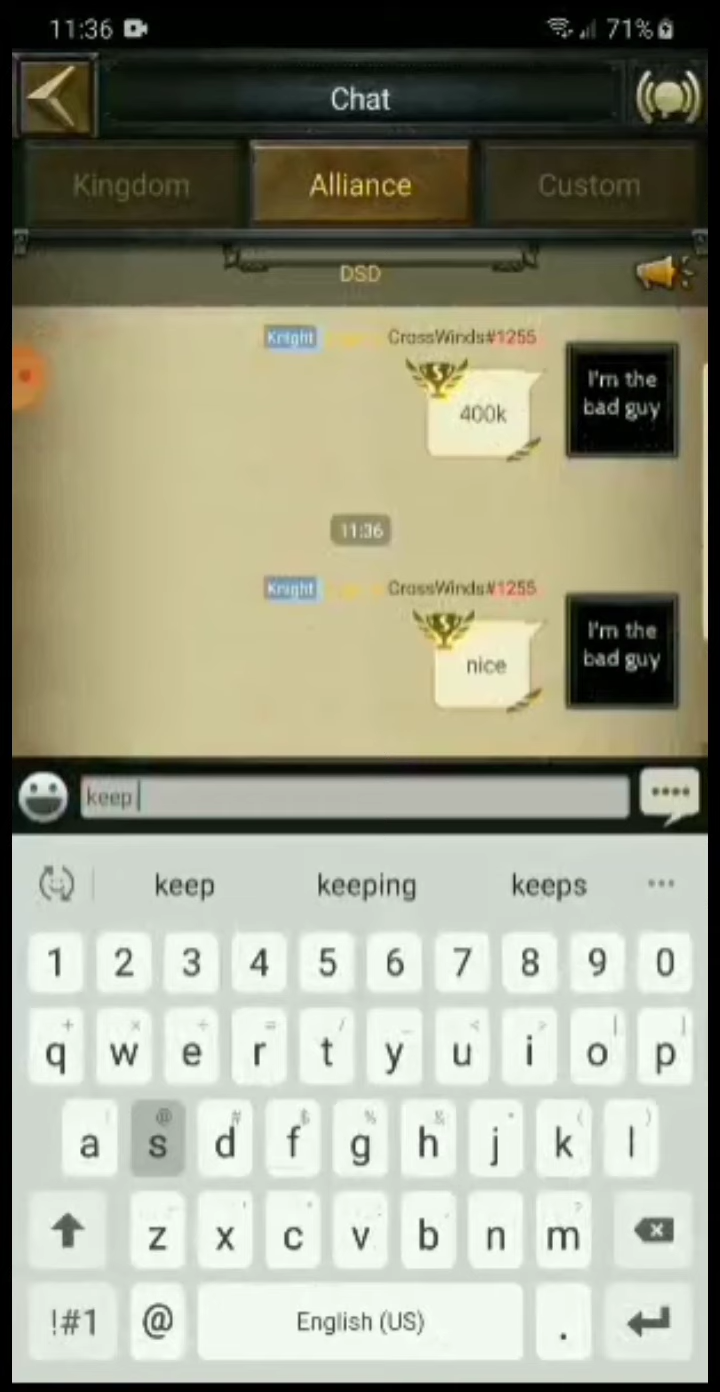 11:36 71%
Chat
Kingdom Alliance Custom
DSD
Knight CrossWinds#1255
400k
I'm the
bad guy
11:36
Knight CrossWinds#1255
nice
I'm the
bad guy
keep
keep keeping keeps
1 2 3 4 5 6 7 8 9 0
q w e r t y u i o p
a s d f g h j k l
z x c v b n m
!#1 @ English (US) .